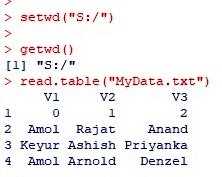 >
> setwd("S:/")
>
> getwd()
[1] "S:/"
> read.table("MyData.txt")
     V1     V2       V3
1     0      1        2
2  Amol  Rajat    Anand
3 Keyur Ashish Priyanka
4  Amol Arnold   Denzel